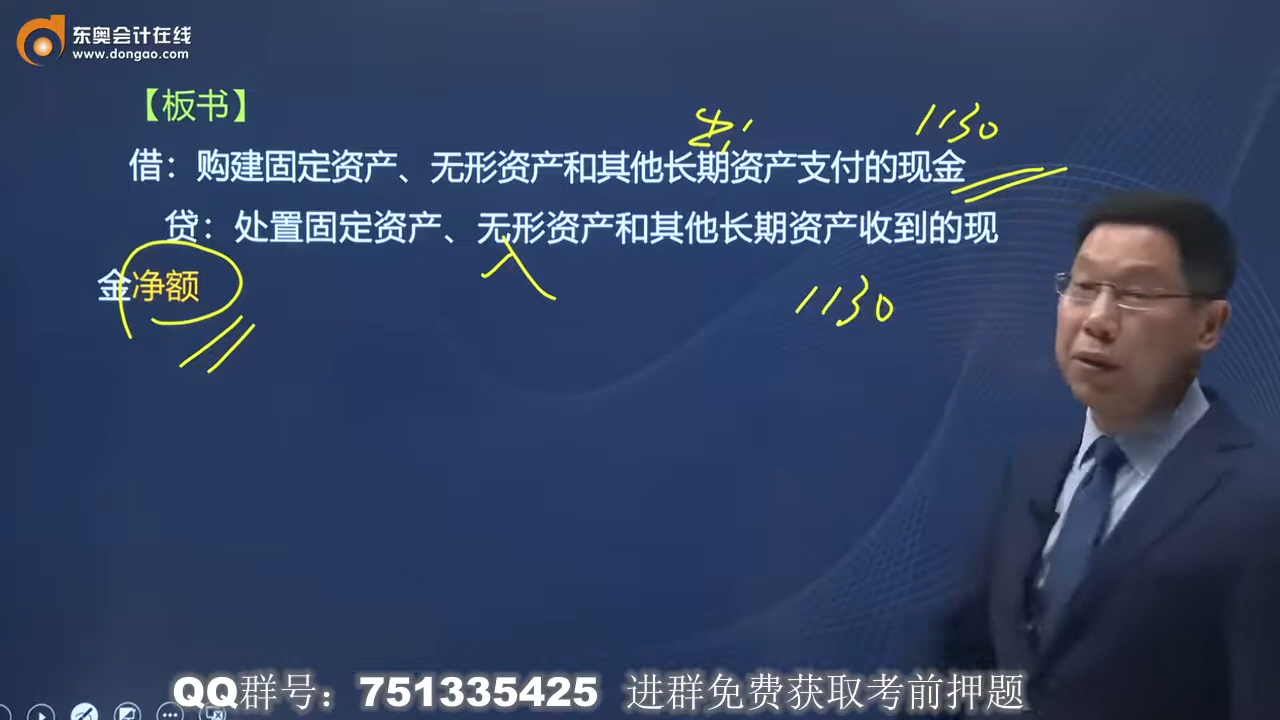 东奥会计在线
www.dongao.com
【板书】
出
1130
借：购建固定资产、无形资产和其他长期资产支付的现金
贷：处置固定资产、无形资产和其他长期资产收到的现
金净额
入
1130
QQ群号：751335425 进群免费获取考前押题